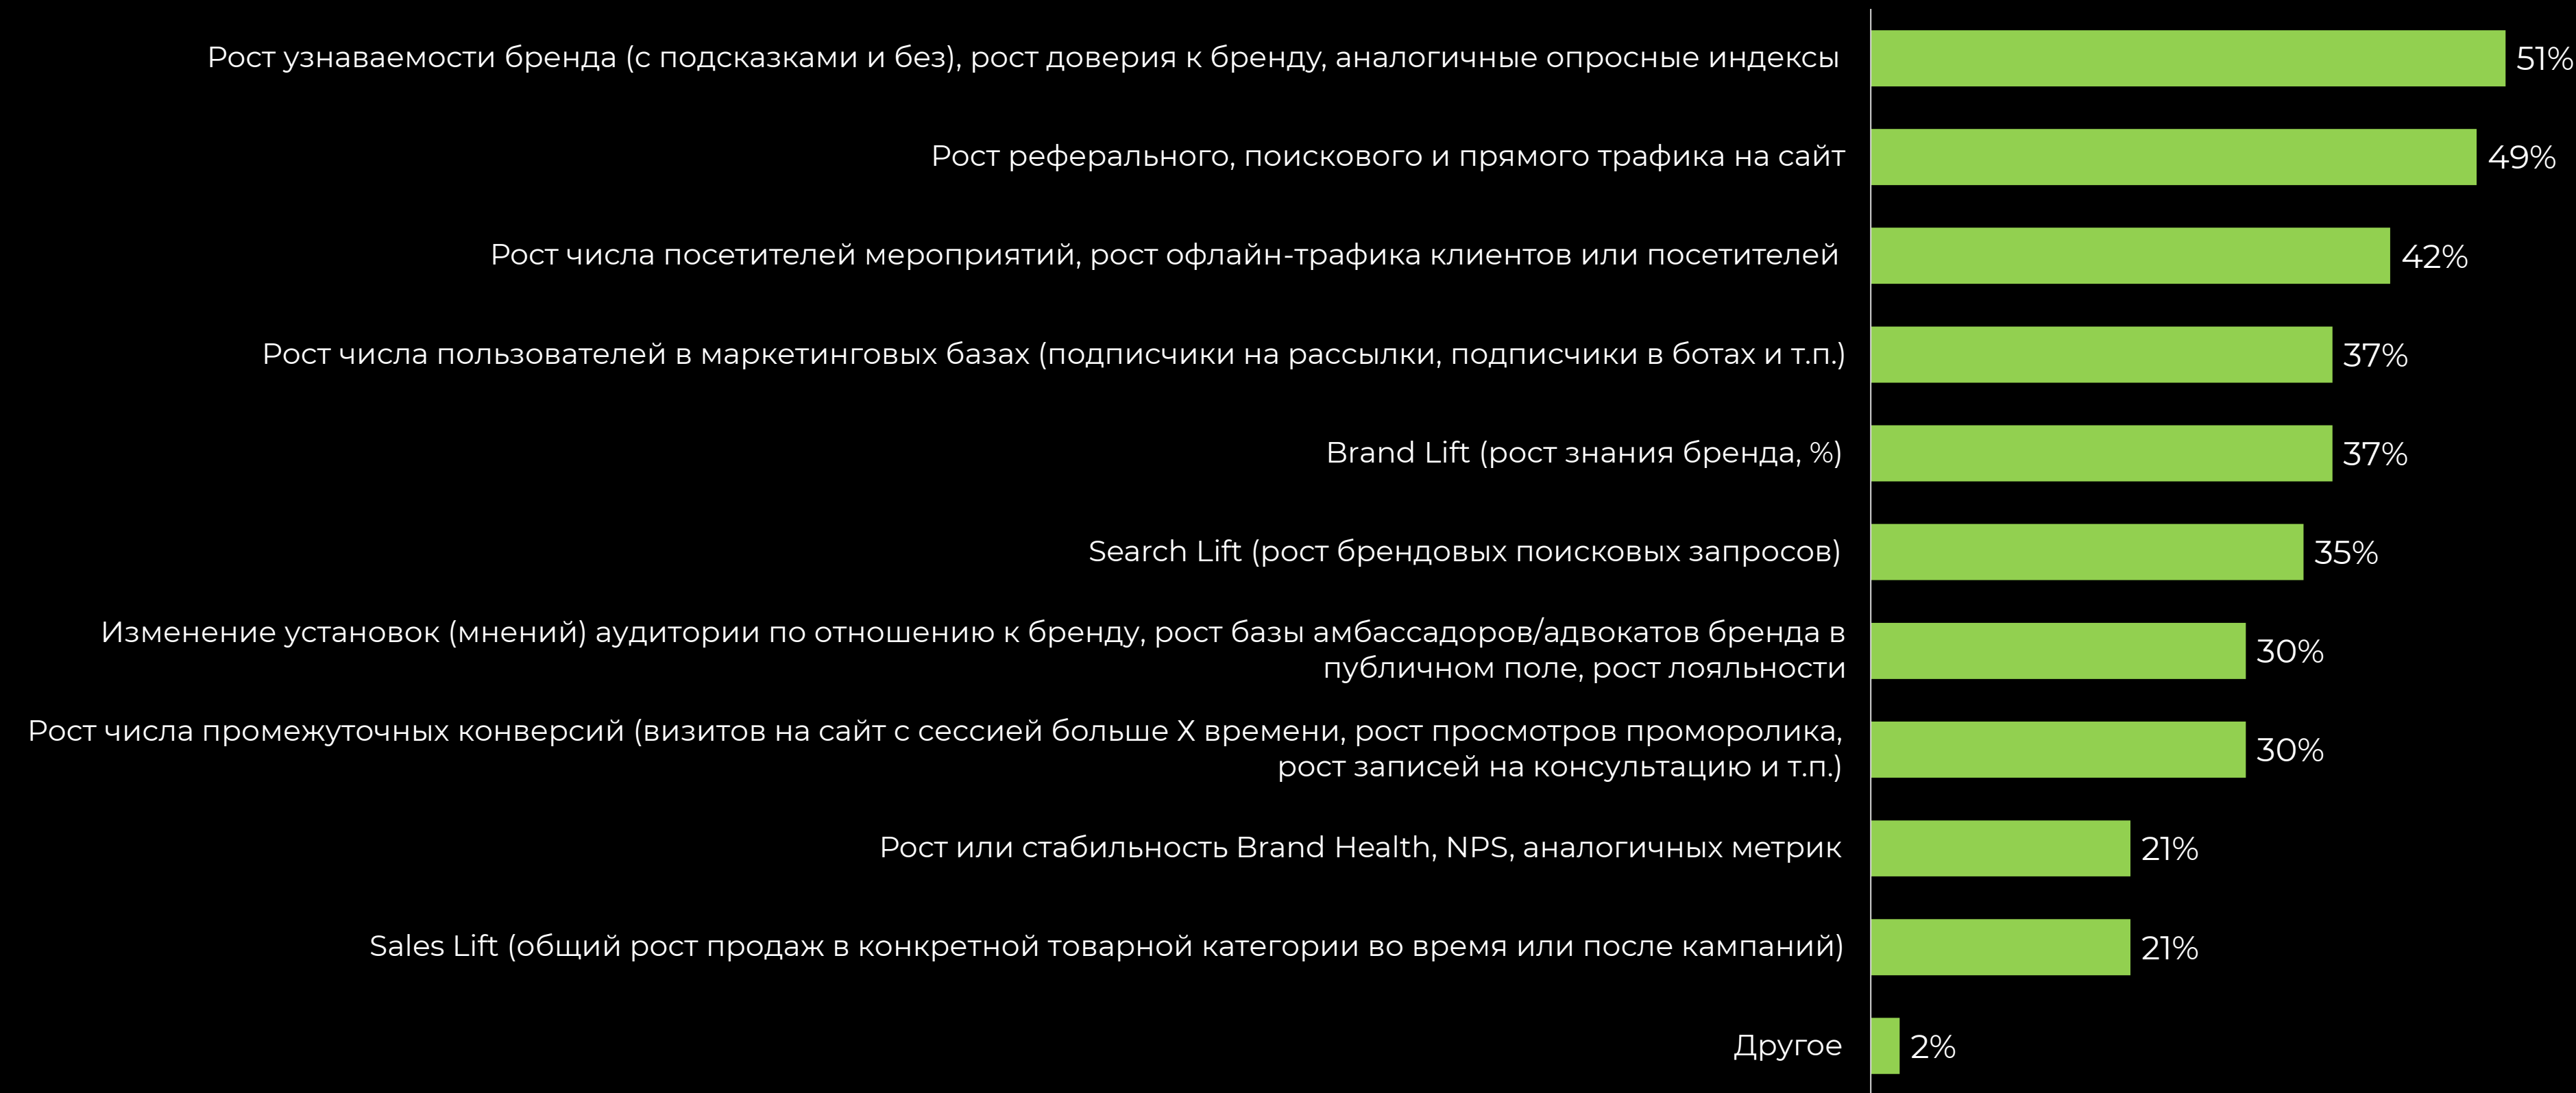 Рост узнаваемости бренда (с подсказками и без), рост доверия к бренду, аналогичные опросные индексы 51%
Рост реферального, поискового и прямого трафика на сайт 49%
Рост числа посетителей мероприятий, рост офлайн-трафика клиентов или посетителей 42%
Рост числа пользователей в маркетинговых базах (подписчики на рассылки, подписчики в ботах и т.п.) 37%
Brand Lift (рост знания бренда, %) 37%
Search Lift (рост брендовых поисковых запросов) 35%
Изменение установок (мнений) аудитории по отношению к бренду, рост базы амбассадоров/адвокатов бренда в
публичном поле, рост лояльности 30%
Рост числа промежуточных конверсий (визитов на сайт с сессией больше X времени, рост просмотров проморолика,
рост записей на консультацию и т.п.) 30%
Рост или стабильность Brand Health, NPS, аналогичных метрик 21%
Sales Lift (общий рост продаж в конкретной товарной категории во время или после кампаний) 21%
Другое 2%